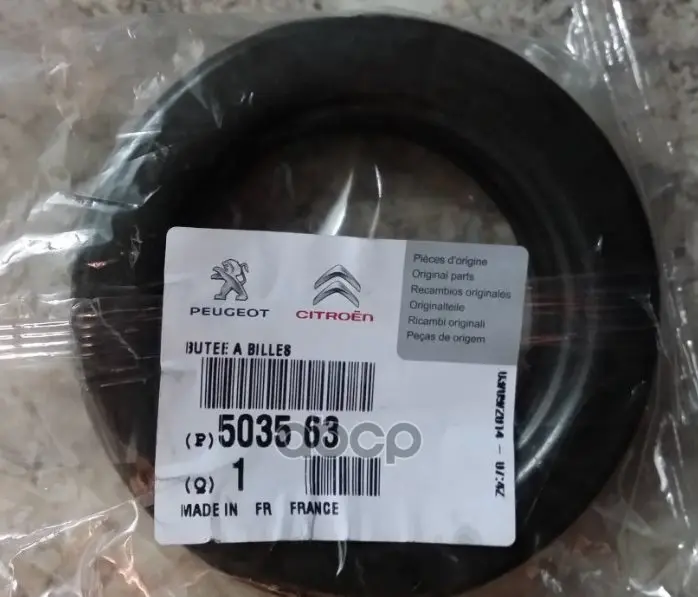 PEUGEOT
CITROËN
Pièces d'origine
Original parts
Recambios originales
Originalteile
Ricambi originali
Peças de origem
BUTEE A BILLES
(P) 5035 63
(Q) 1
MADE IN FR FRANCE